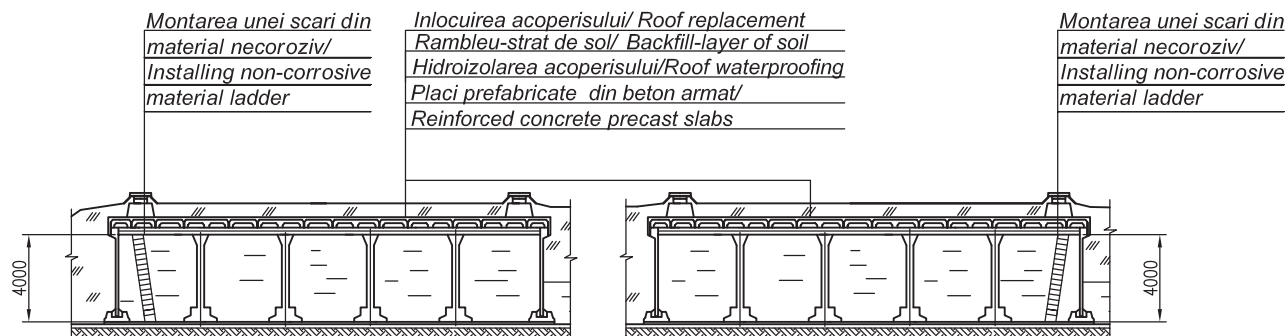 Montarea unei scari din
material necoroziv/
Installing non-corrosive
material ladder
Inlocuirea acoperisului/ Roof replacement
Rambleu-strat de sol/ Backfill-layer of soil
Hidroizolarea acoperisului/Roof waterproofing
Placi prefabricate din beton armat/
Reinforced concrete precast slabs
Montarea unei scari din
material necoroziv/
Installing non-corrosive
material ladder
4000
4000